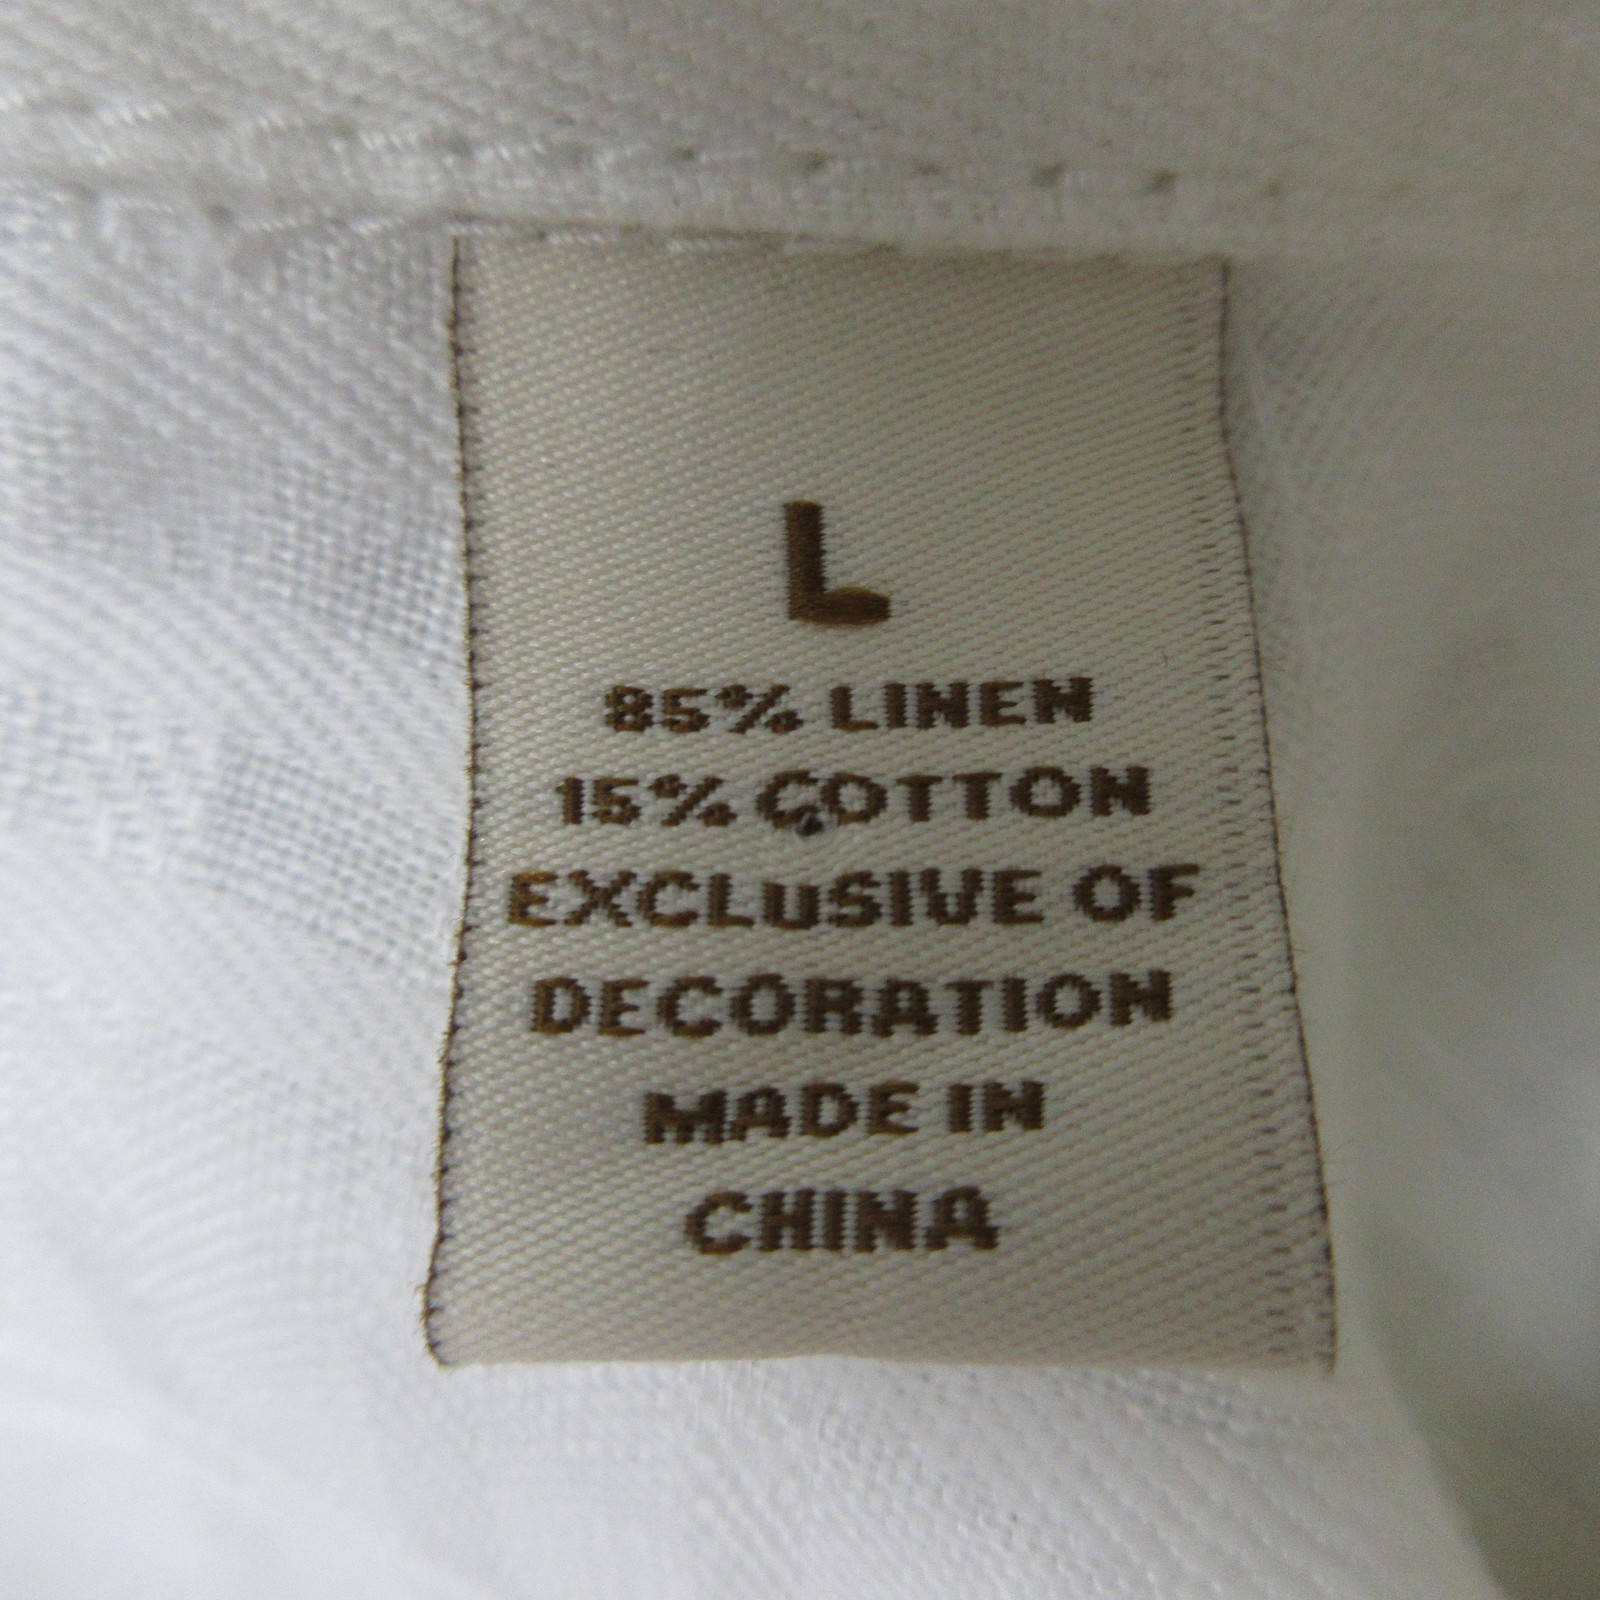 L
85% LINEN
15% COTTON
EXCLUSIVE OF
DECORATION
MADE IN
CHINA